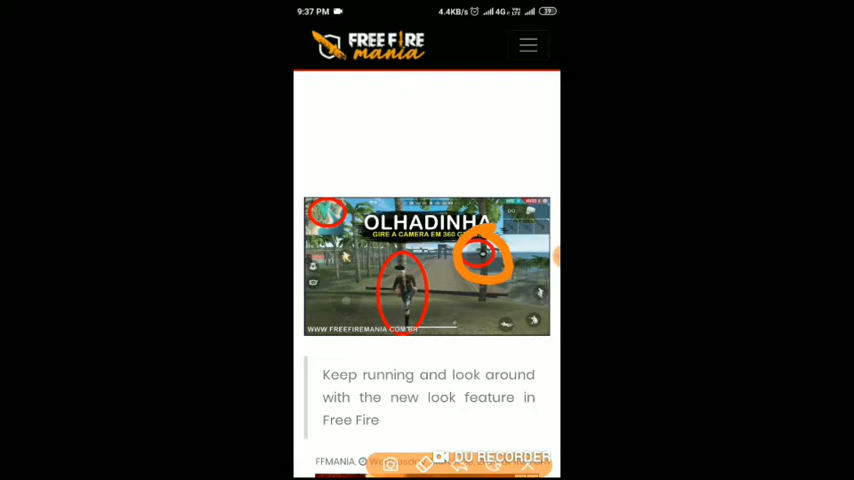 9:37 PM
4.4KB/s 4G 39
FREE FIRE
mania
OLHADINHA
GIRE A CAMERA EM 360
WWW.FREEFIREMANIA.COM.BR
Keep running and look around
with the new look feature in
Free Fire
FFMANIA,
DU RECORDER